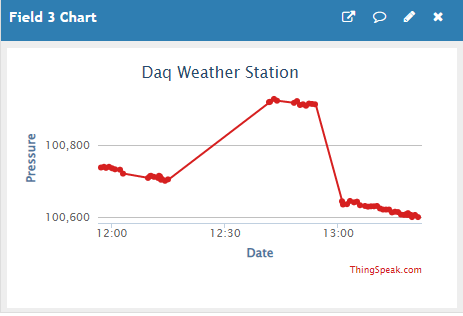 Field 3 Chart
Daq Weather Station
Pressure
100,800
100,600
12:00 12:30 13:00
Date
ThingSpeak.com